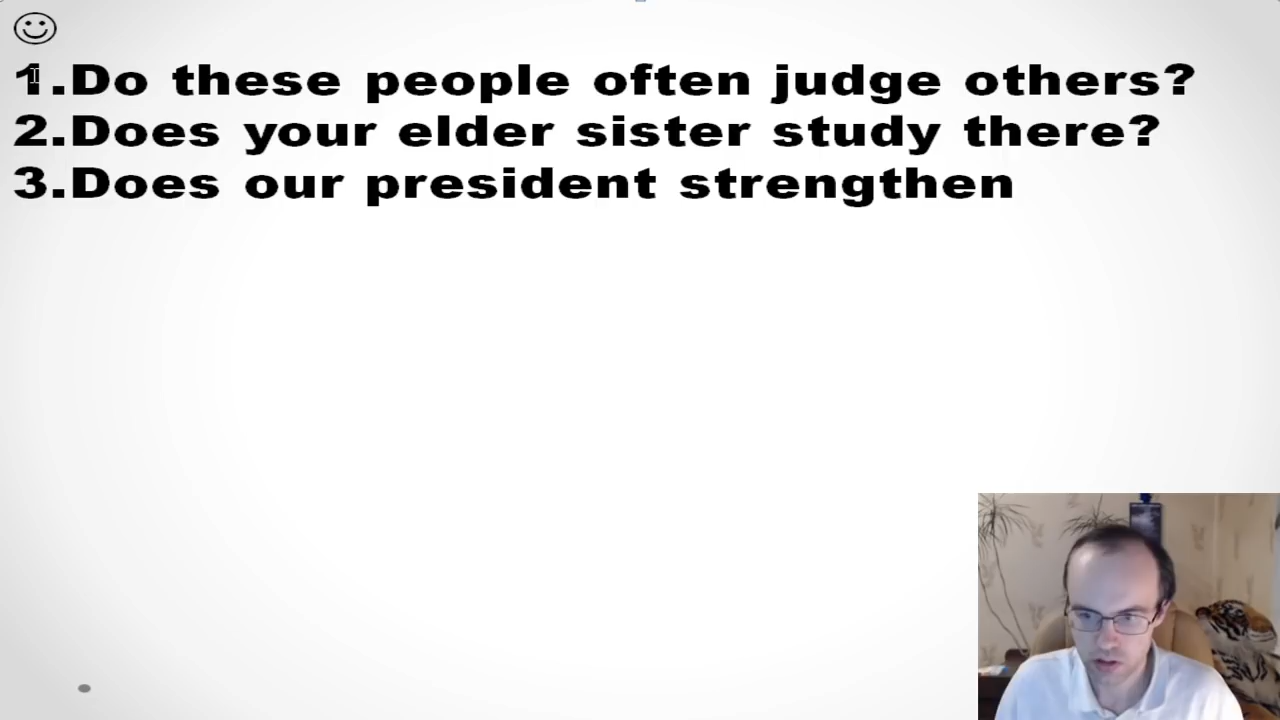 1.Do these people often judge others?
2.Does your elder sister study there?
3.Does our president strengthen